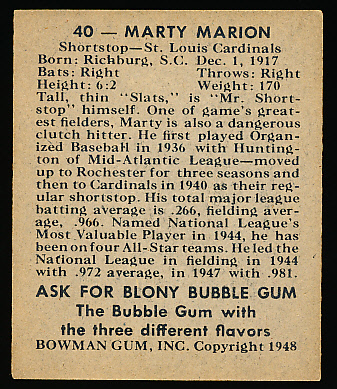 40 — MARTY MARION
Shortstop—St. Louis Cardinals
Born: Richburg, S.C. Dec. 1, 1917
Bats: Right Throws: Right
Height: 6:2 Weight: 170
Tall, thin "Slats," is "Mr. Short-
stop" himself. One of game's great-
est fielders, Marty is also a dangerous
clutch hitter. He first played Organ-
ized Baseball in 1936 with Hunting-
ton of Mid-Atlantic League—moved
up to Rochester for three seasons and
then to Cardinals in 1940 as their reg-
ular shortstop. His total major league
batting average is .266, fielding aver-
age, .966. Named National League's
Most Valuable Player in 1944, he has
been on four All-Star teams. He led the
National League in fielding in 1944
with .972 average, in 1947 with .981.
ASK FOR BLONY BUBBLE GUM
The Bubble Gum with
the three different flavors
BOWMAN GUM, INC. Copyright 1948